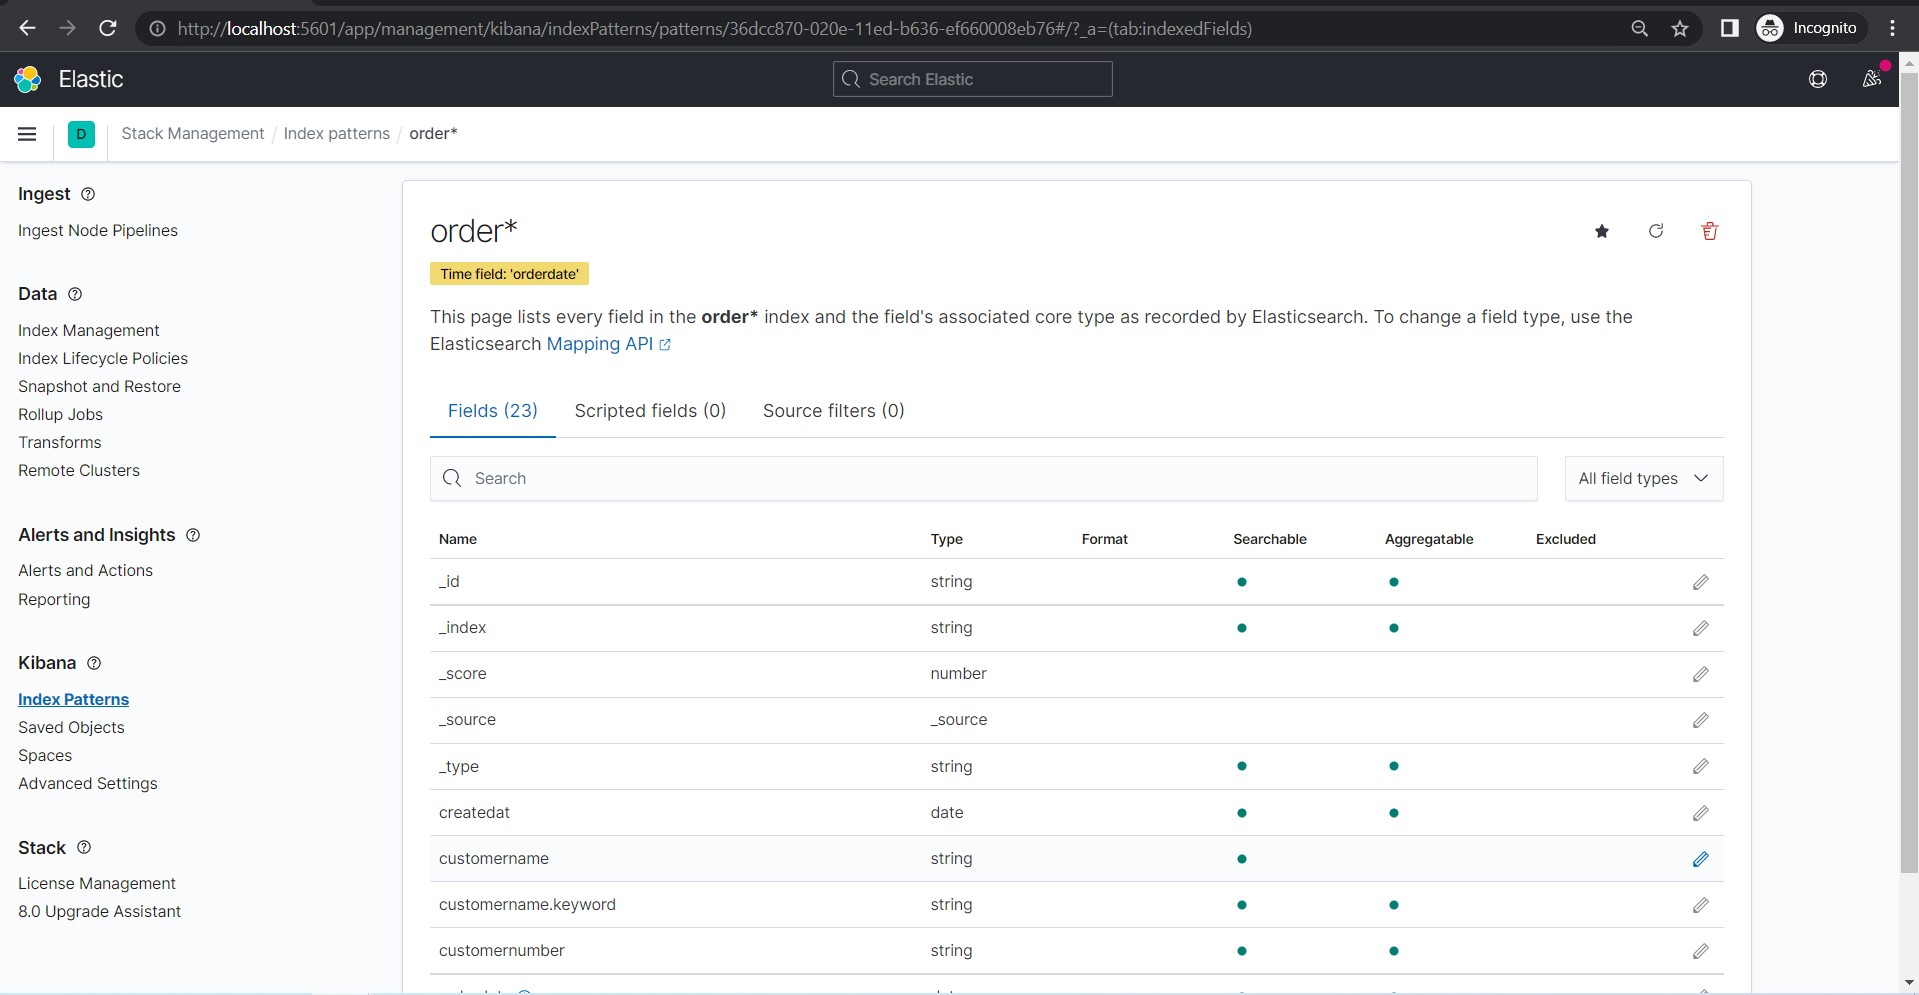 http://localhost:5601/app/management/kibana/indexPatterns/patterns/36dcc870-020e-11ed-b636-ef660008eb76#/?_a=(tab:indexedFields)
Incognito
Elastic
Search Elastic
D
Stack Management / Index patterns / order*
Ingest
Ingest Node Pipelines
Data
Index Management
Index Lifecycle Policies
Snapshot and Restore
Rollup Jobs
Transforms
Remote Clusters
Alerts and Insights
Alerts and Actions
Reporting
Kibana
Index Patterns
Saved Objects
Spaces
Advanced Settings
Stack
License Management
8.0 Upgrade Assistant
order*
Time field: 'orderdate'
This page lists every field in the order* index and the field's associated core type as recorded by Elasticsearch. To change a field type, use the
Elasticsearch Mapping API
Fields (23) Scripted fields (0) Source filters (0)
Search
All field types
Name Type Format Searchable Aggregatable Excluded
_id string
_index string
_score number
_source _source
_type string
createdat date
customername string
customername.keyword string
customernumber string